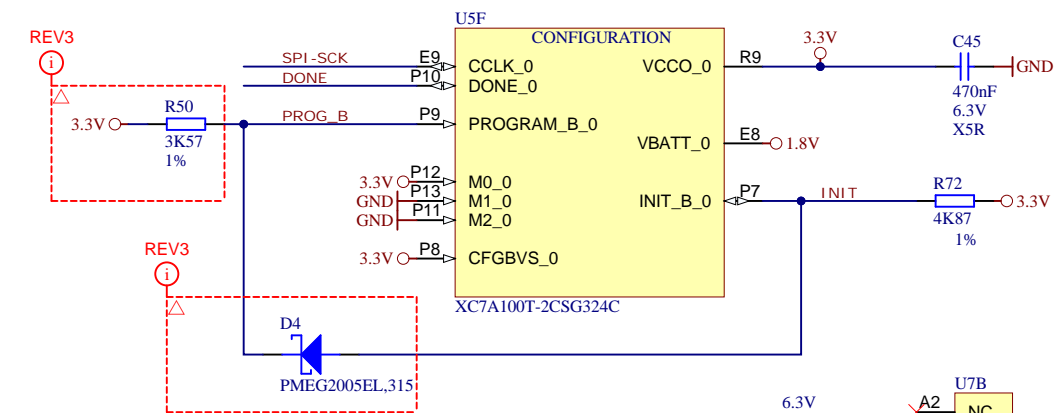 U5F
REV3
i
CONFIGURATION
3.3V
C45
SPI-SCK
E9
CCLK_0
VCCO_0
R9
GND
DONE
P10
DONE_0
470nF
6.3V
X5R
R50
3.3V
PROG_B
P9
PROGRAM_B_0
3K57
1%
VBATT_0
E8
1.8V
3.3V
P12
M0_0
GND
P13
M1_0
GND
P11
M2_0
INIT_B_0
P7
INIT
R72
3.3V
4K87
1%
3.3V
P8
CFGBVS_0
REV3
i
XC7A100T-2CSG324C
D4
PMEG2005EL,315
U7B
6.3V
A2
NC